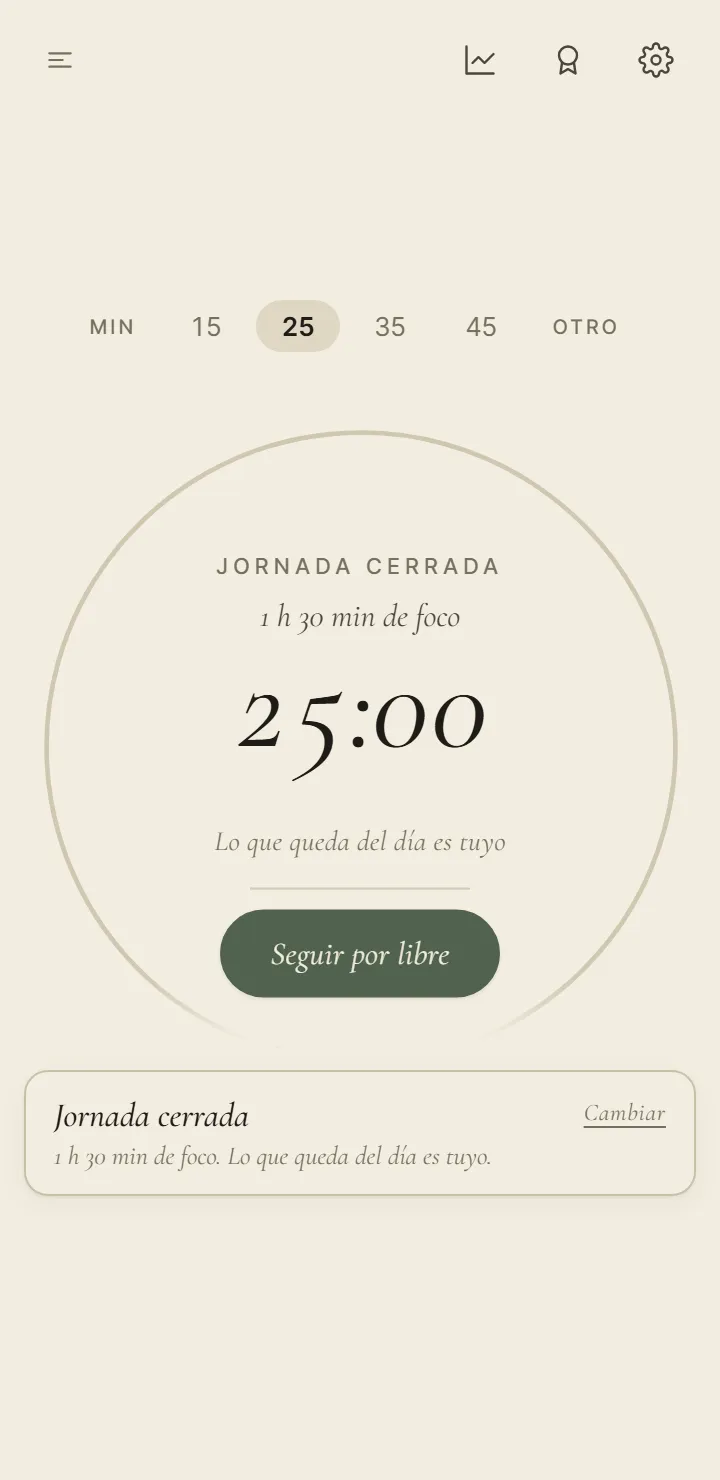 MIN 15 25 35 45 OTRO
JORNADA CERRADA
1 h 30 min de foco
25:00
Lo que queda del día es tuyo
Seguir por libre
Jornada cerrada
Cambiar
1 h 30 min de foco. Lo que queda del día es tuyo.